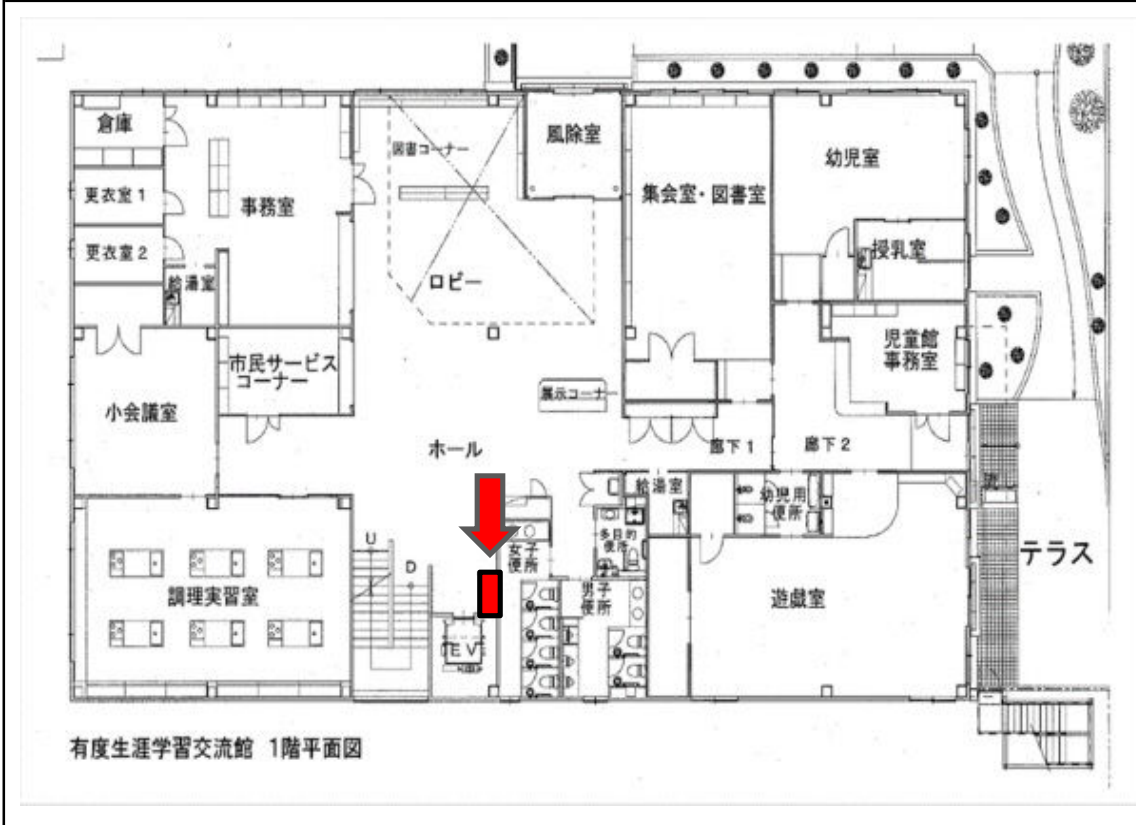 倉庫
図書コーナー
風除室
幼児室
更衣室 1
事務室
集会室・図書室
更衣室 2
授乳室
給湯室
ロビー
市民サービス
コーナー
児童館
事務室
展示コーナー
小会議室
ホール
廊下 1
廊下 2
給湯室
幼児用
便所
U
女子
便所
多目的
便所
テラス
D
調理実習室
男子
便所
遊戯室
EV
有度生涯学習交流館 1階平面図